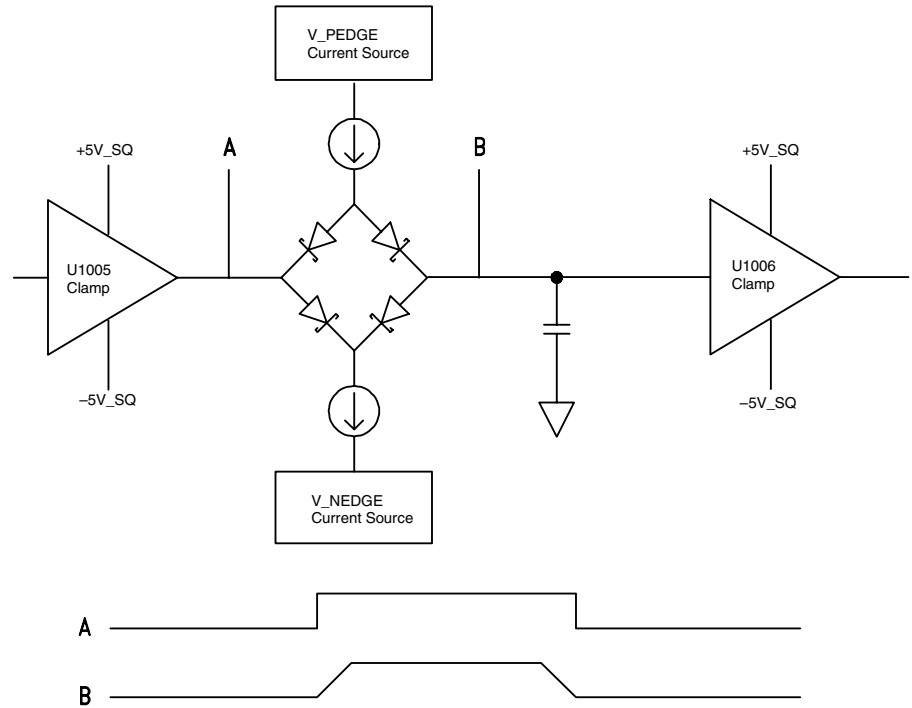 V_PEDGE
Current Source
+5V_SQ
A
B
+5V_SQ
U1005
Clamp
U1006
Clamp
–5V_SQ
–5V_SQ
V_NEDGE
Current Source
A
B